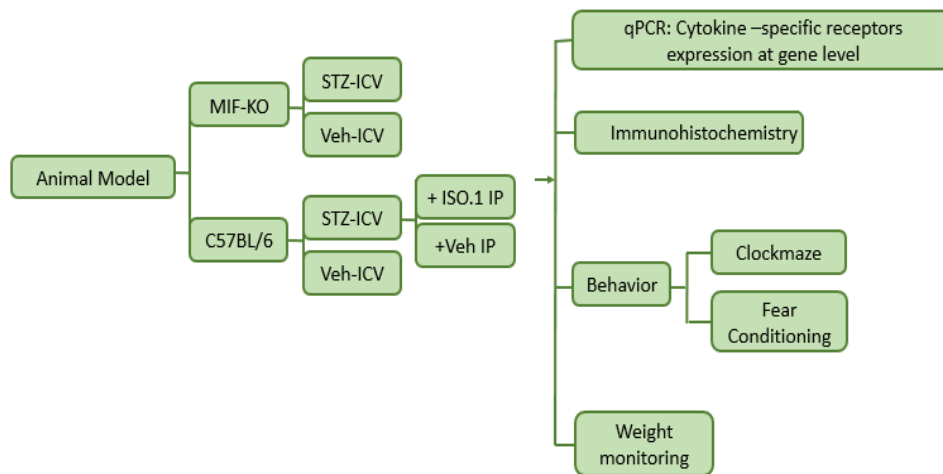 Animal Model
MIF-KO
C57BL/6
STZ-ICV
Veh-ICV
STZ-ICV
Veh-ICV
+ ISO.1 IP
+Veh IP
qPCR: Cytokine –specific receptors
expression at gene level
Immunohistochemistry
Behavior
Clockmaze
Fear
Conditioning
Weight
monitoring